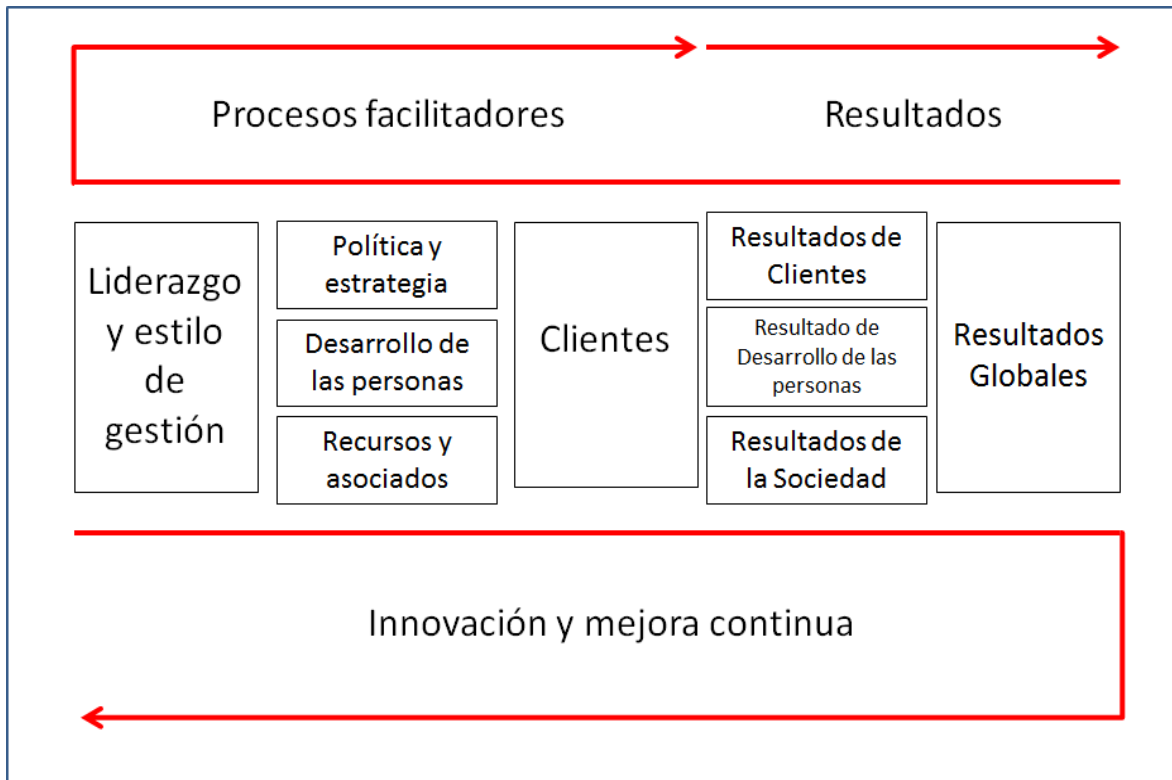 Procesos facilitadores
Resultados
Liderazgo
y estilo
de
gestión
Política y
estrategia
Desarrollo de
las personas
Recursos y
asociados
Clientes
Resultados de
Clientes
Resultado de
Desarrollo de las
personas
Resultados de
la Sociedad
Resultados
Globales
Innovación y mejora continua